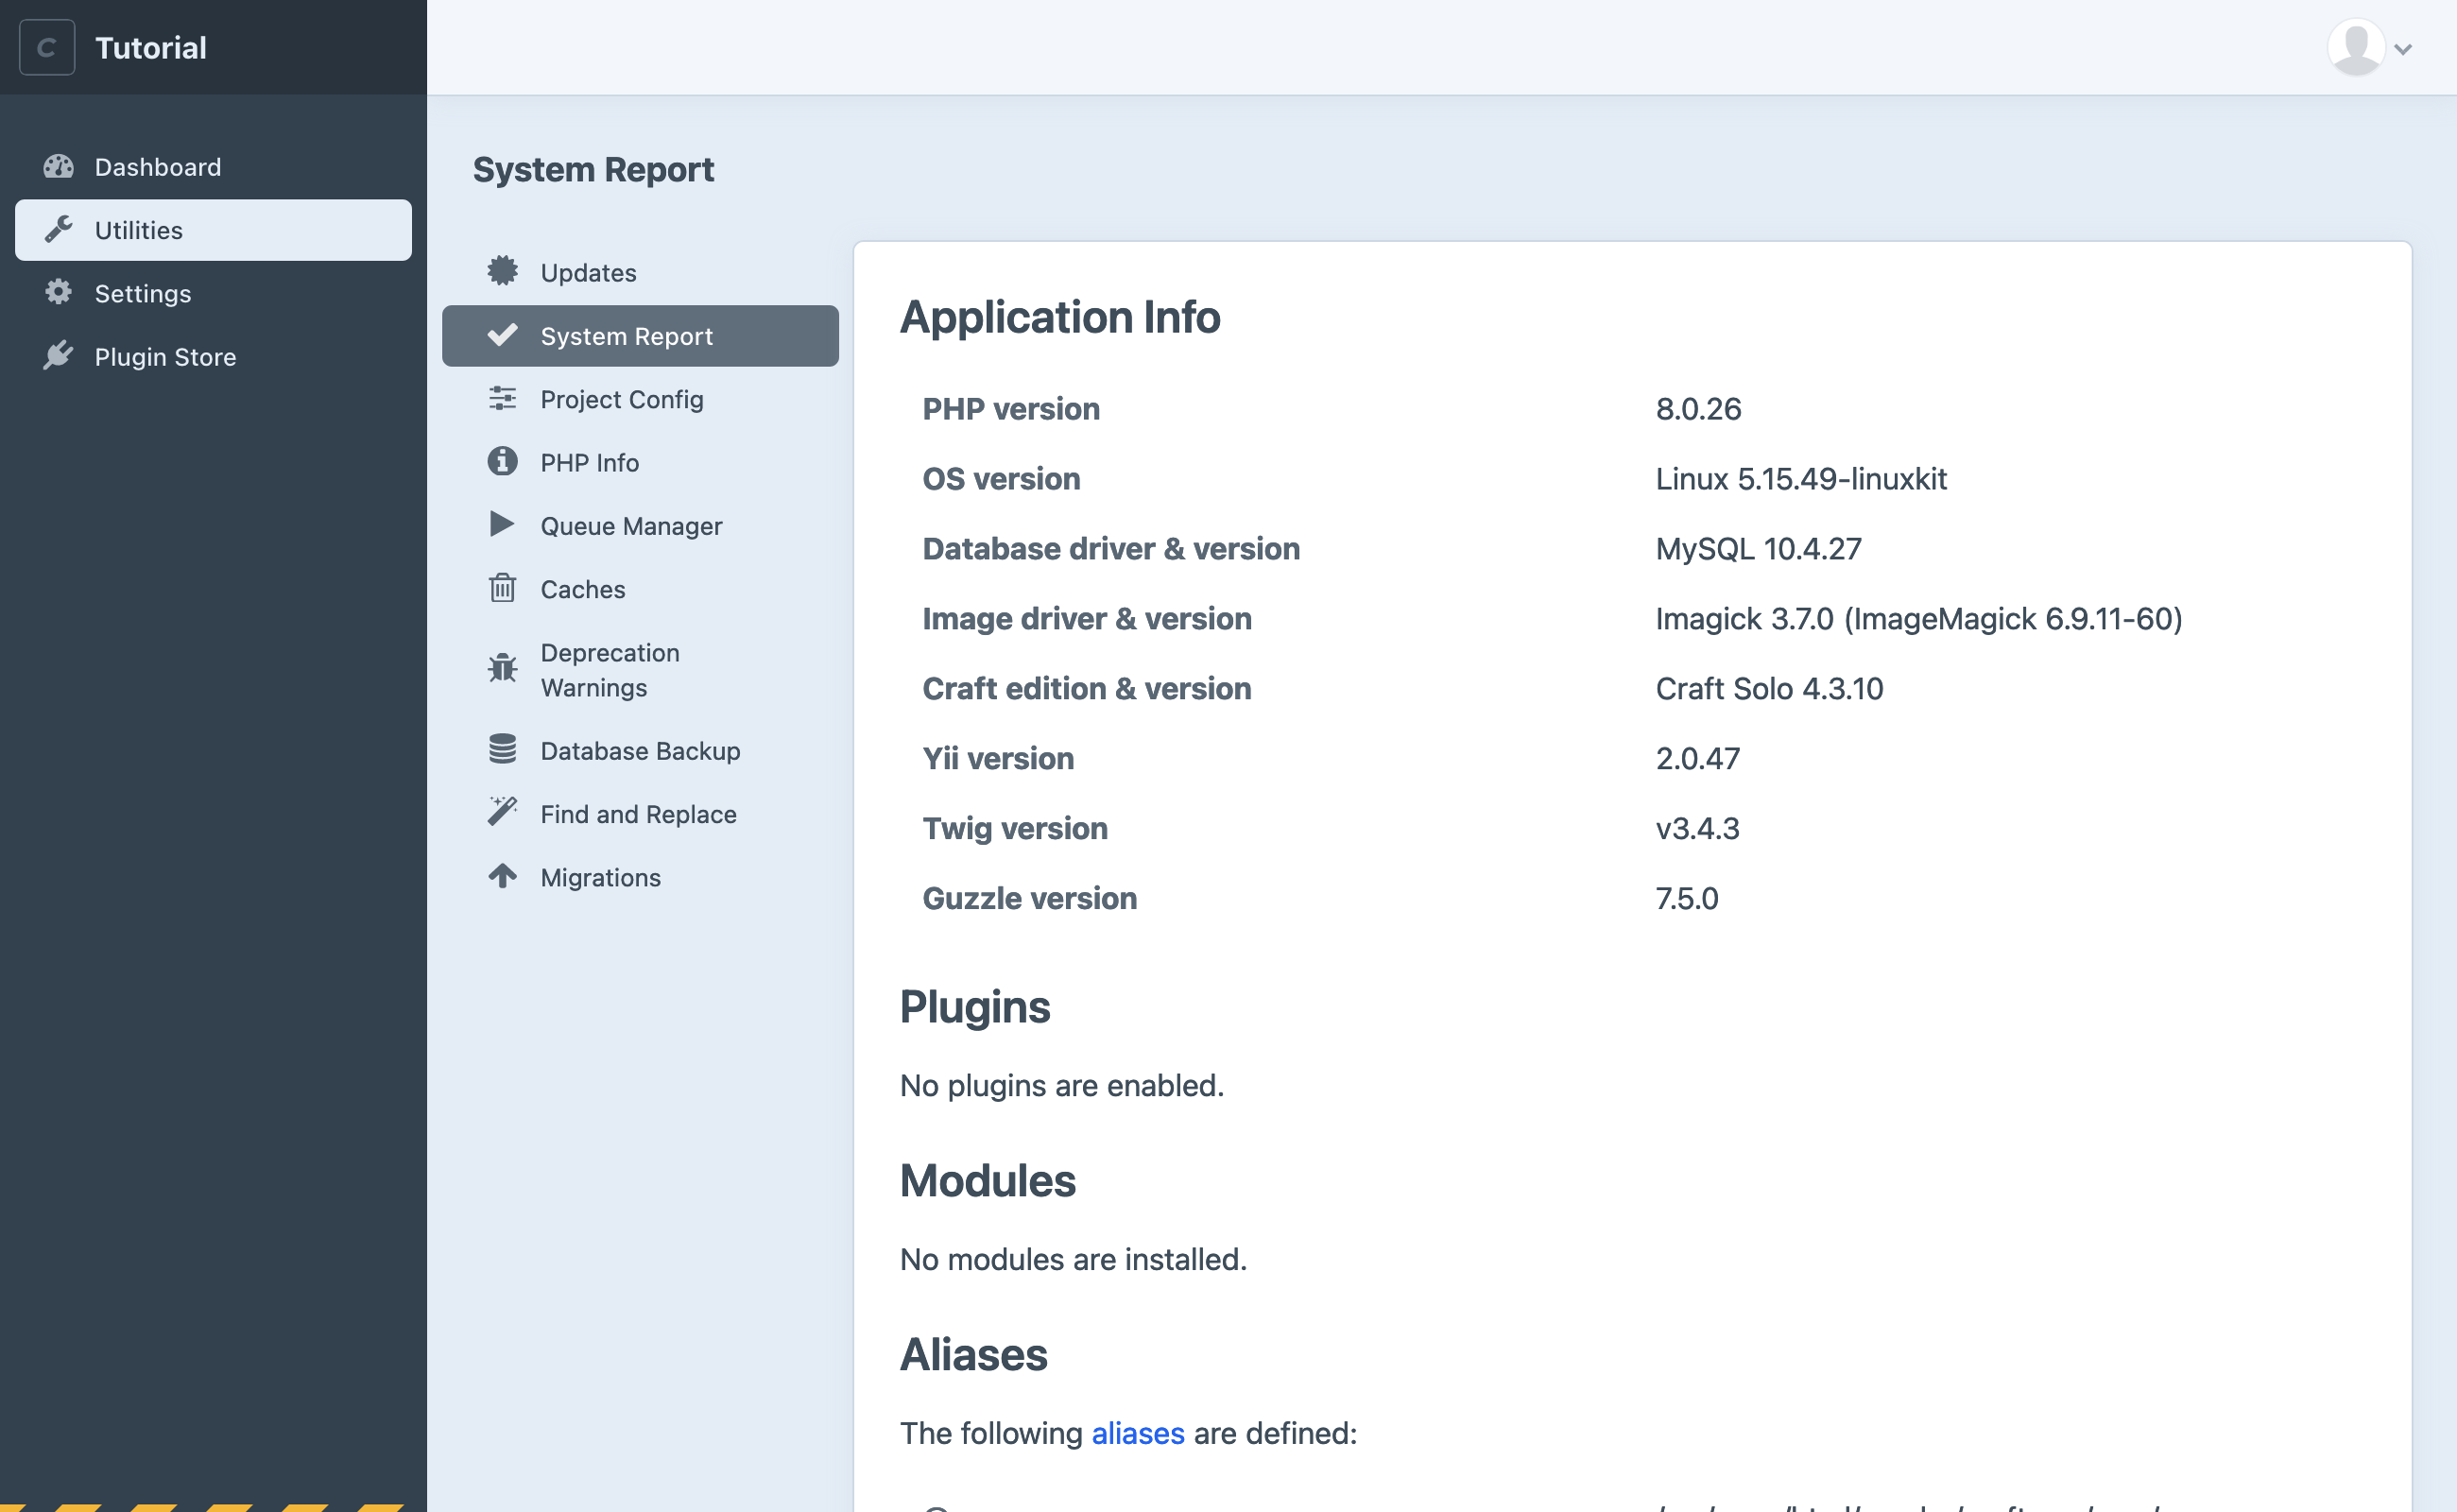 C Tutorial
Dashboard
Utilities
Settings
Plugin Store
System Report
Updates
System Report
Project Config
PHP Info
Queue Manager
Caches
Deprecation
Warnings
Database Backup
Find and Replace
Migrations
Application Info
PHP version 8.0.26
OS version Linux 5.15.49-linuxkit
Database driver & version MySQL 10.4.27
Image driver & version Imagick 3.7.0 (ImageMagick 6.9.11-60)
Craft edition & version Craft Solo 4.3.10
Yii version 2.0.47
Twig version v3.4.3
Guzzle version 7.5.0
Plugins
No plugins are enabled.
Modules
No modules are installed.
Aliases
The following aliases are defined: